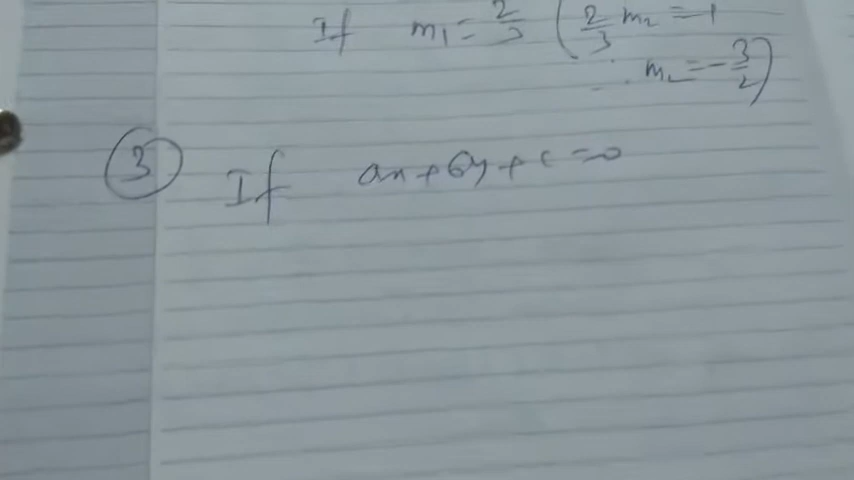 If m₁ = 2/3 (2/3 m₂ = -1
∴ m₂ = -3/2)
③ If ax + by + c = 0